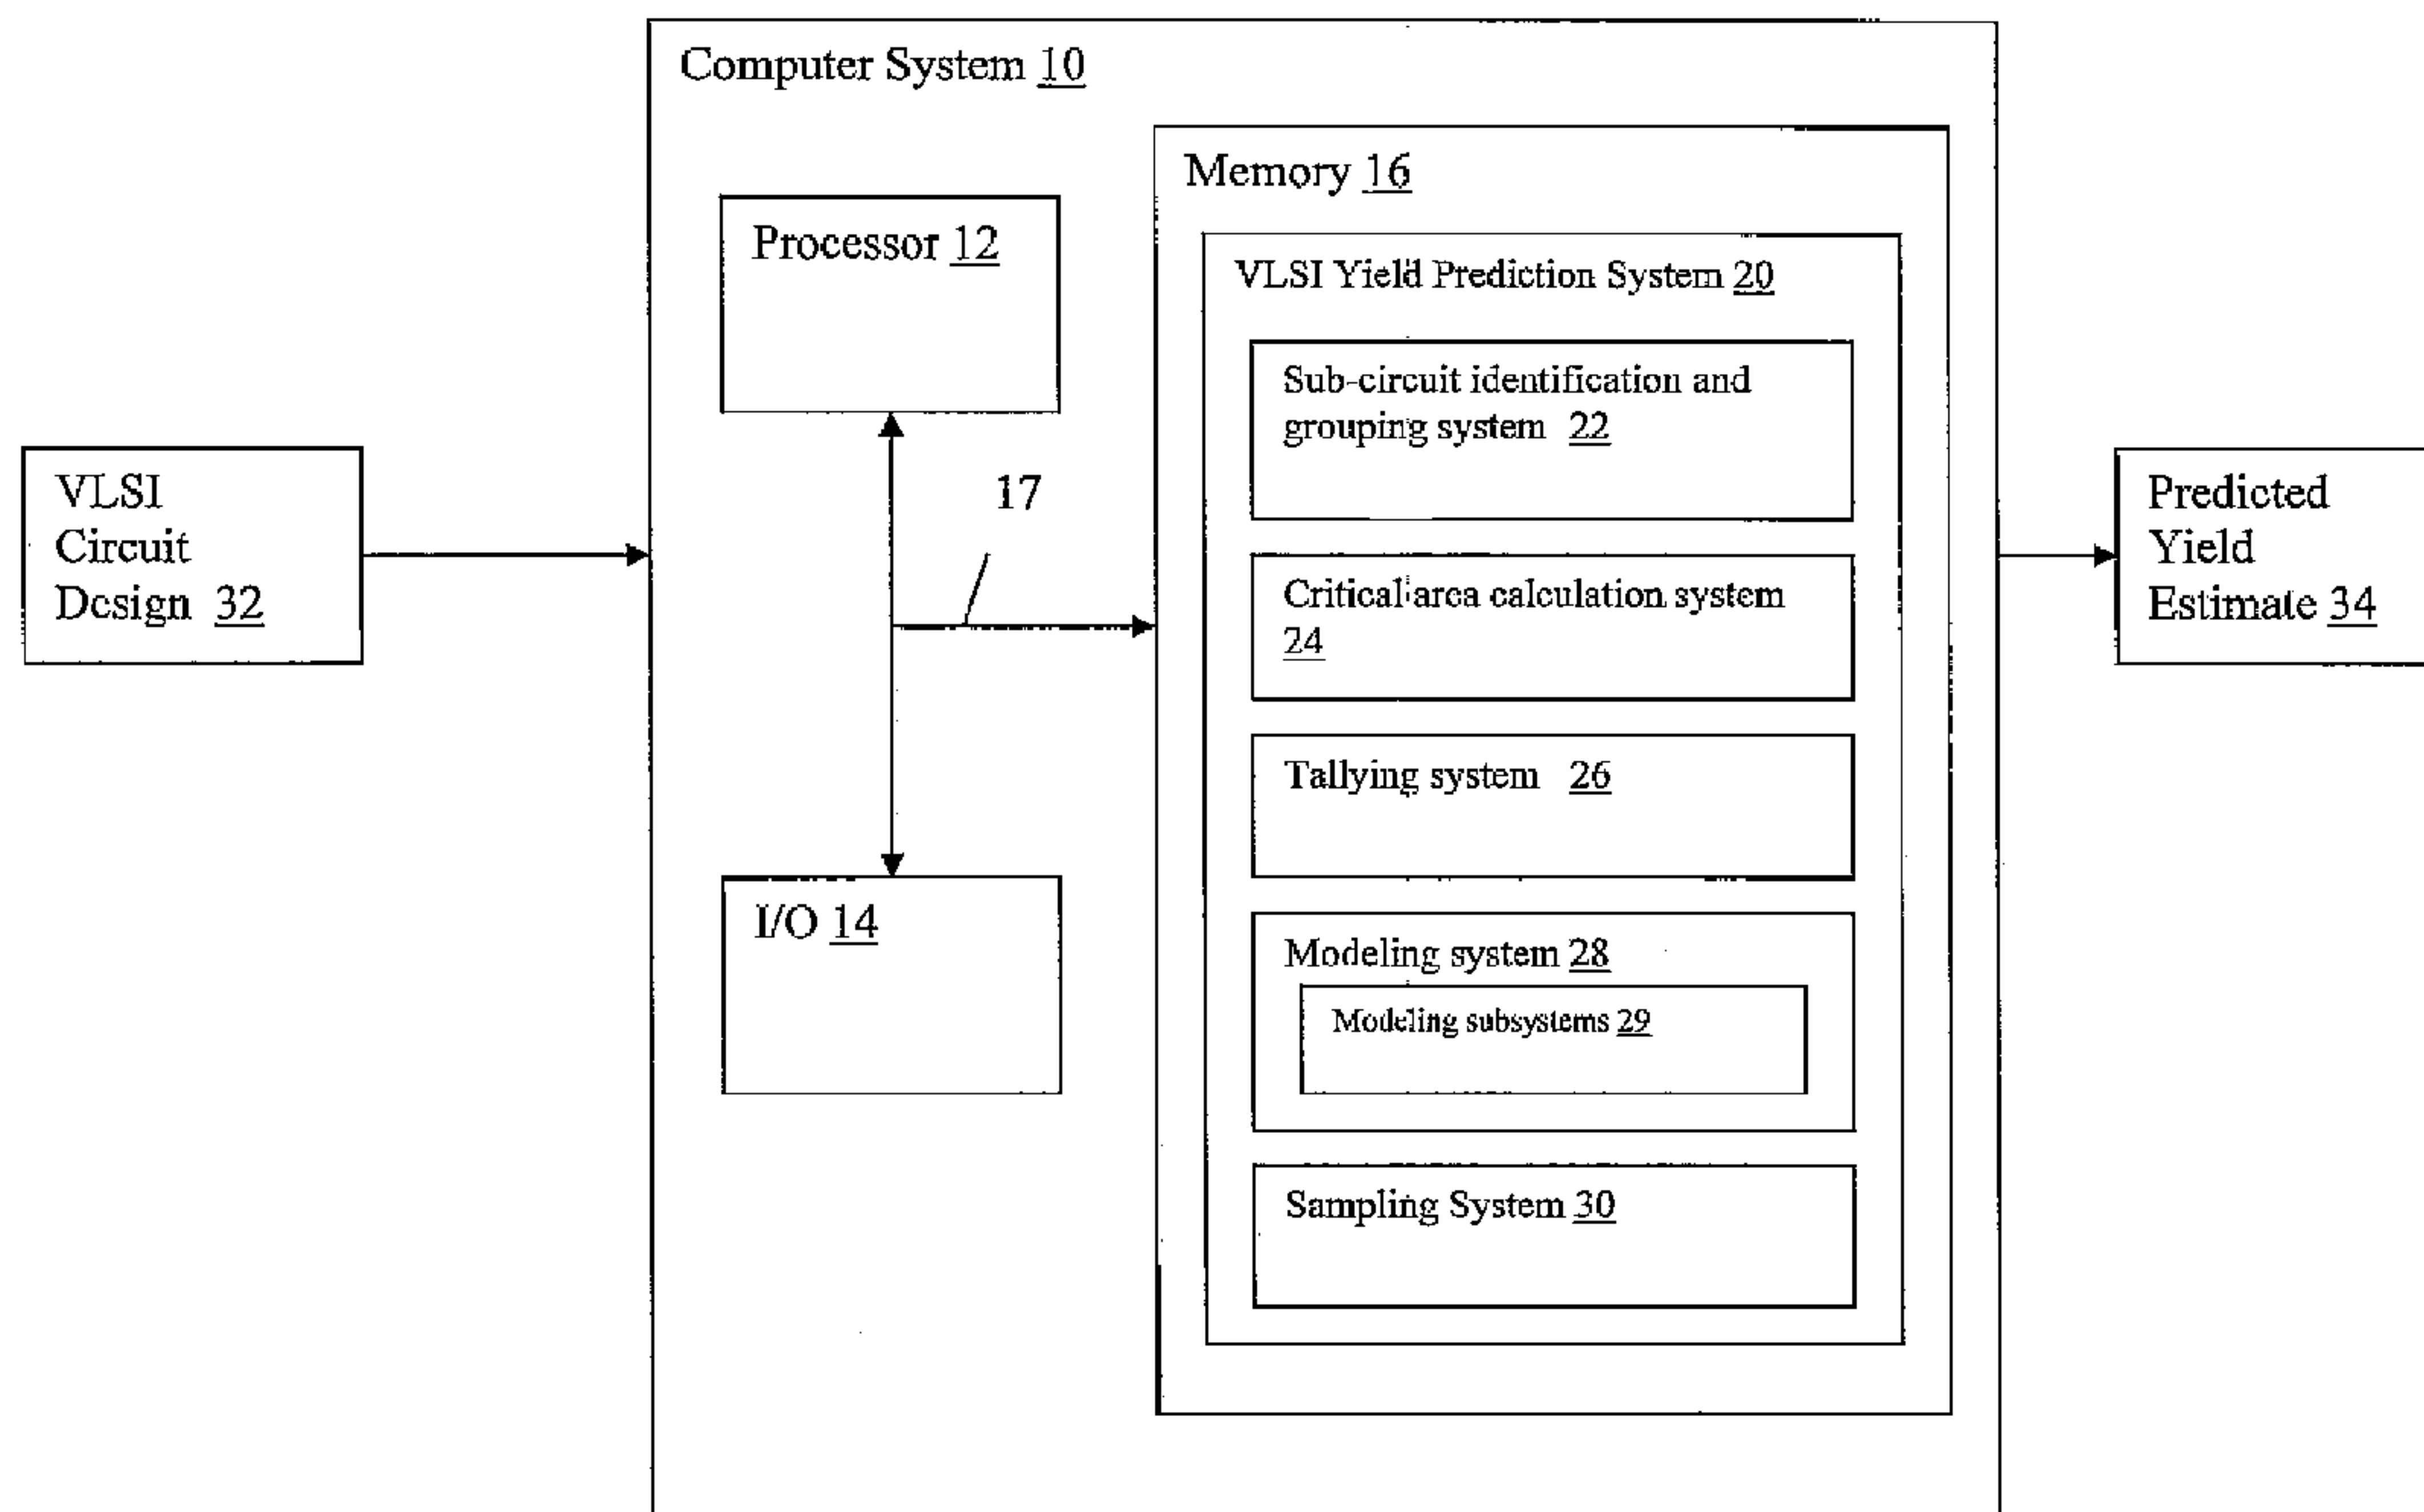 Computer System 10
Memory 16
Processor 12
VLSI Yield Prediction System 20
Sub-circuit identification and
grouping system 22
VLSI
Circuit
Design 32
17
Predicted
Yield
Estimate 34
Critical area calculation system
24
Tallying system 26
I/O 14
Modeling system 28
Modeling subsystems 29
Sampling System 30